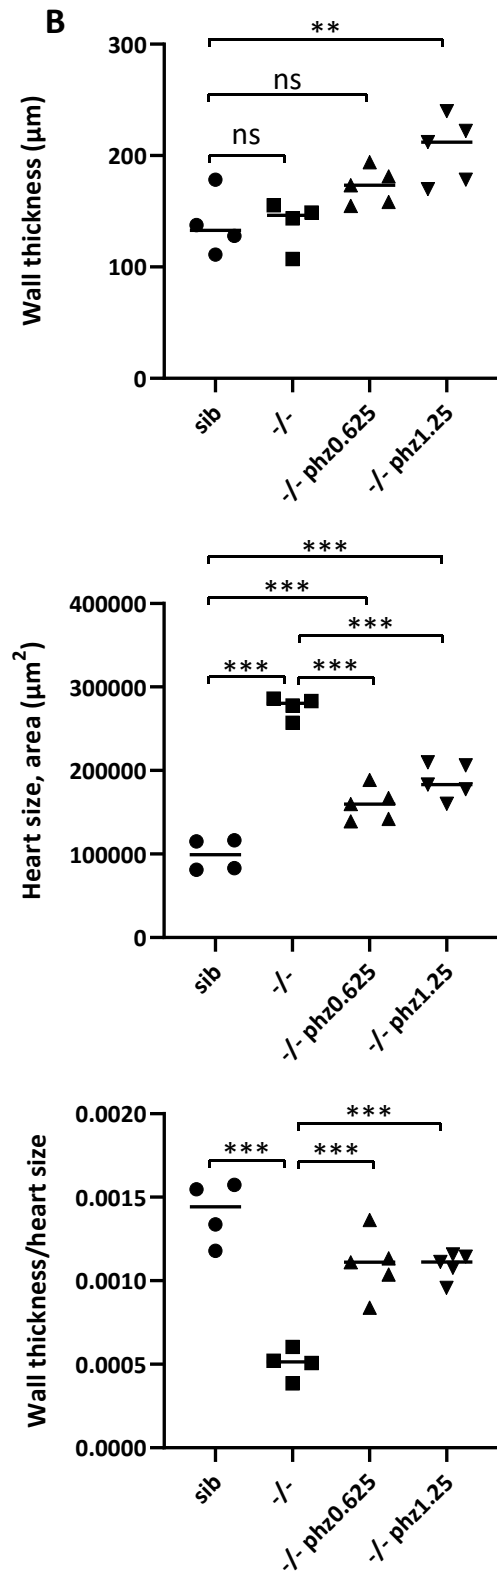 B
**
ns
ns
Wall thickness (μm)
300
200
100
0
sib
-/-
-/- phz0.625
-/- phz1.25
***
***
***
***
***
Heart size, area (μm²)
400000
300000
200000
100000
0
sib
-/-
-/- phz0.625
-/- phz1.25
***
***
***
Wall thickness/heart size
0.0020
0.0015
0.0010
0.0005
0.0000
sib
-/-
-/- phz0.625
-/- phz1.25